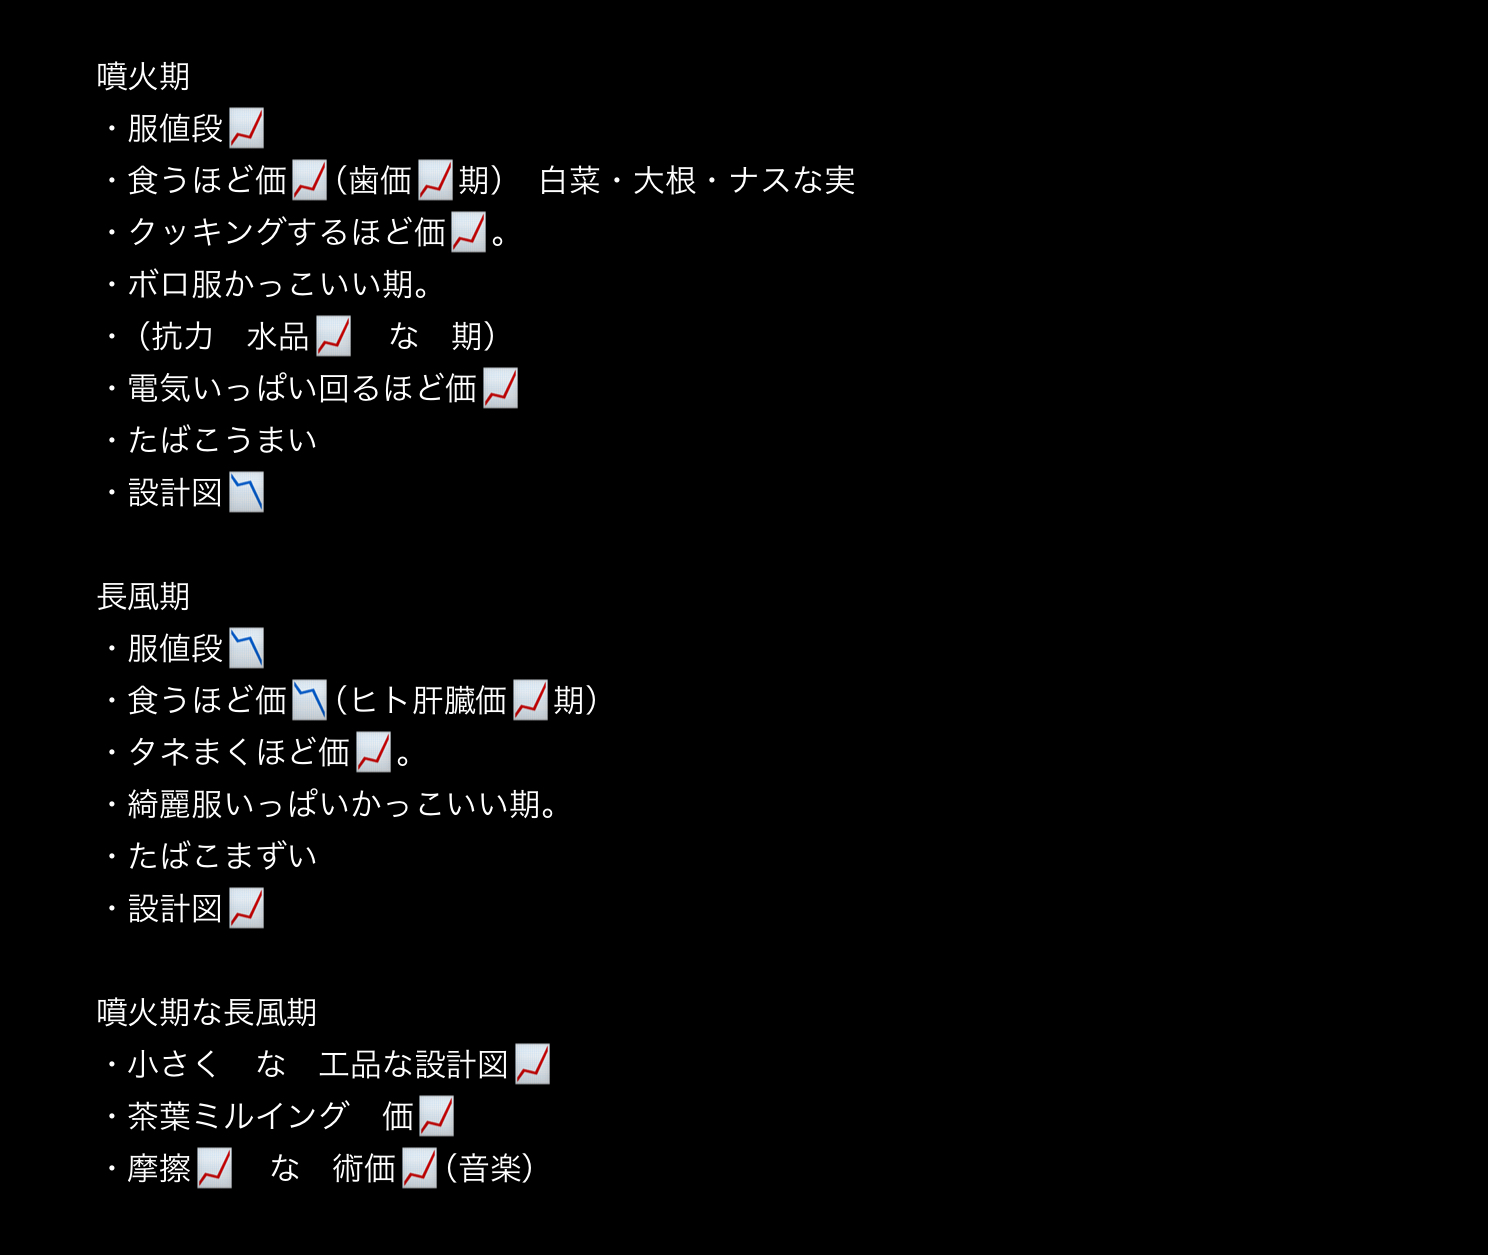 噴火期
・服値段📈
・食うほど価📈（歯価📈期）　白菜・大根・ナスな実
・クッキングするほど価📈。
・ボロ服かっこいい期。
・（抗力　水品📈　な　期）
・電気いっぱい回るほど価📈
・たばこうまい
・設計図📉
長風期
・服値段📉
・食うほど価📉（ヒト肝臓価📈期）
・タネまくほど価📈。
・綺麗服いっぱいかっこいい期。
・たばこまずい
・設計図📈
噴火期な長風期
・小さく　な　工品な設計図📈
・茶葉ミルイング　価📈
・摩擦📈　な　術価📈（音楽）